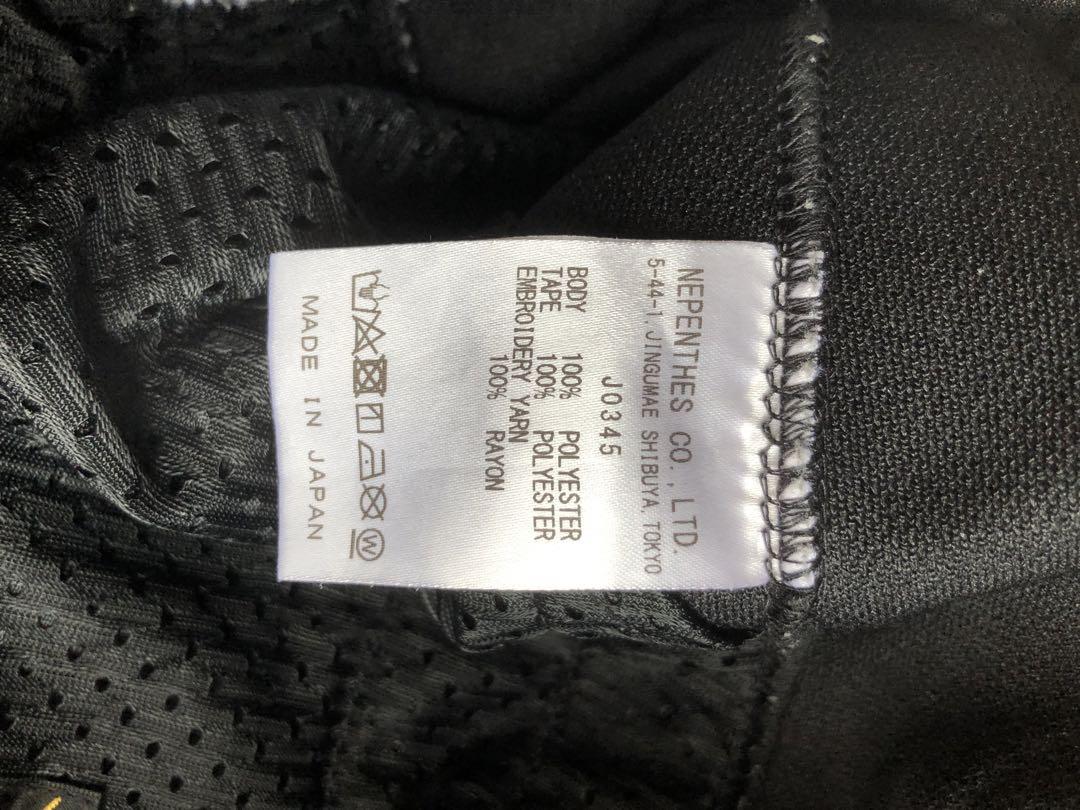 NEPENTHES CO., LTD.
5-44-1, JINGUMAE SHIBUYA, TOKYO
J0345
BODY 100% POLYESTER
TAPE 100% POLYESTER
EMBROIDERY YARN
100% RAYON
W
MADE IN JAPAN